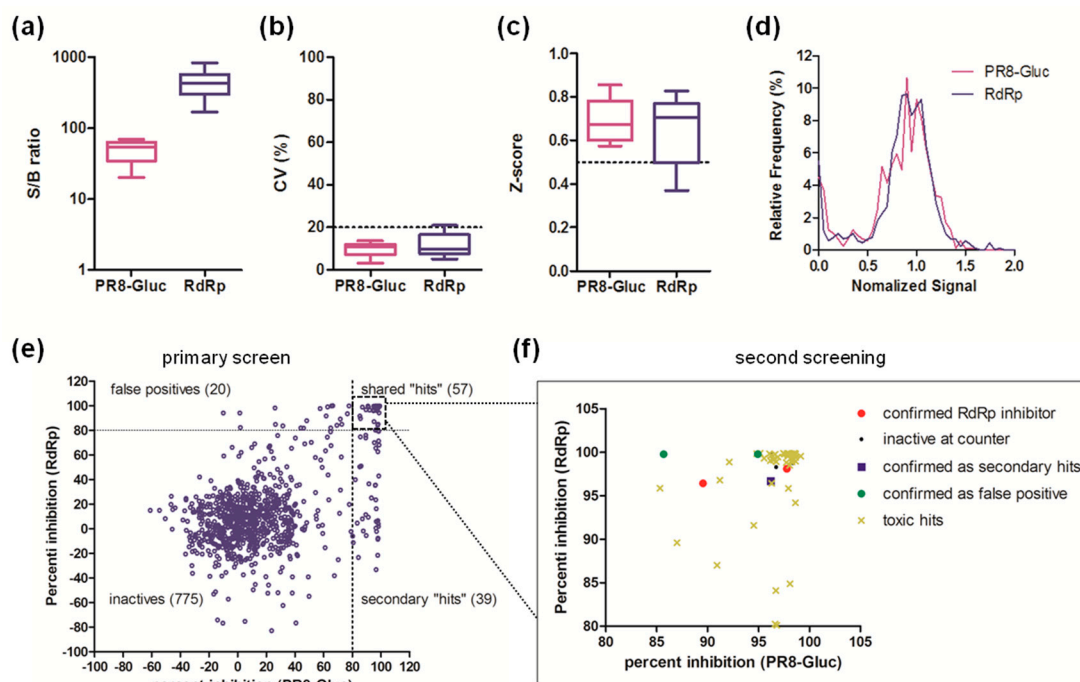 (a)
(b)
(c)
(d)
S/B ratio
1000
100
10
1
PR8-Gluc RdRp
CV (%)
100
80
60
40
20
0
PR8-Gluc RdRp
Z-score
1.0
0.8
0.6
0.4
0.2
0.0
PR8-Gluc RdRp
Relative Frequency (%)
12
10
8
6
4
2
0
0.0 0.5 1.0 1.5 2.0
Nomalized Signal
PR8-Gluc
RdRp
(e) primary screen
Percenti inhibition (RdRp)
120
100
80
60
40
20
0
-20
-40
-60
-80
-100
-100 -80 -60 -40 -20 0 20 40 60 80 100 120
false positives (20) shared "hits" (57)
inactives (775) secondary "hits" (39)
percent inhibition (PR8-Gluc)
(f) second screening
Percenti inhibition (RdRp)
105
100
95
90
85
80
80 85 90 95 100 105
percent inhibition (PR8-Gluc)
confirmed RdRp inhibitor
inactive at counter
confirmed as secondary hits
confirmed as false positive
toxic hits